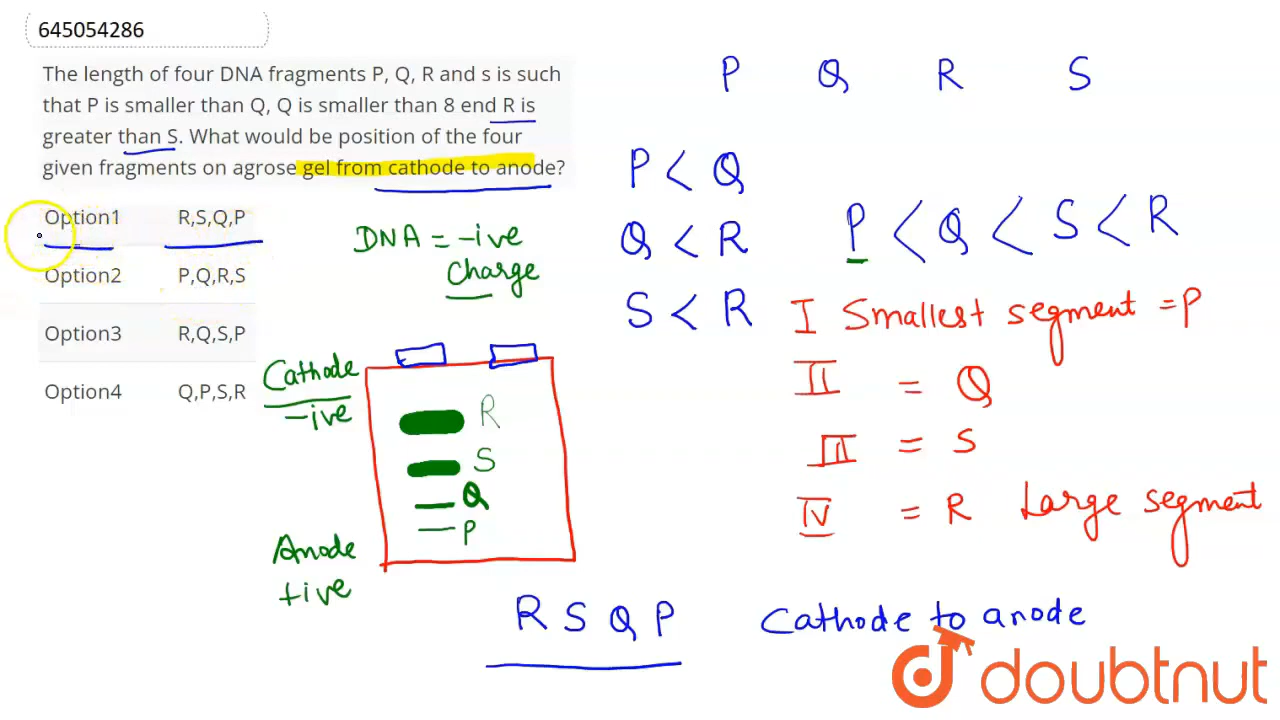 645054286
The length of four DNA fragments P, Q, R and s is such
that P is smaller than Q, Q is smaller than 8 end R is
greater than S. What would be position of the four
given fragments on agrose gel from cathode to anode?
Option1 R,S,Q,P
Option2 P,Q,R,S
Option3 R,Q,S,P
Option4 Q,P,S,R
P Q R S
P < Q
Q < R
S < R
P < Q < S < R
DNA = -ive
charge
I Smallest segment = P
II = Q
III = S
IV = R Large segment
Cathode
-ive
R
S
Q
P
Anode
+ive
R S Q P Cathode to anode
doubtnut